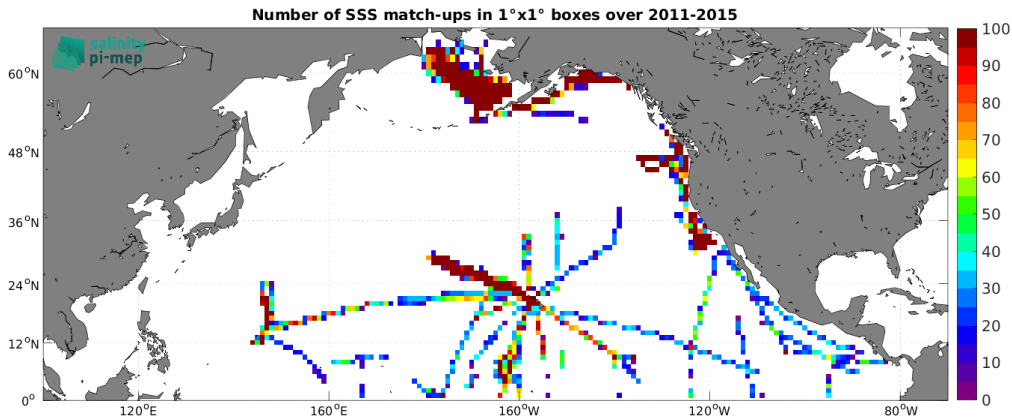 Number of SSS match-ups in 1°x1° boxes over 2011-2015
salinity
pi-mep
60°N
48°N
36°N
24°N
12°N
0°
120°E
160°E
160°W
120°W
80°W
100
90
80
70
60
50
40
30
20
10
0